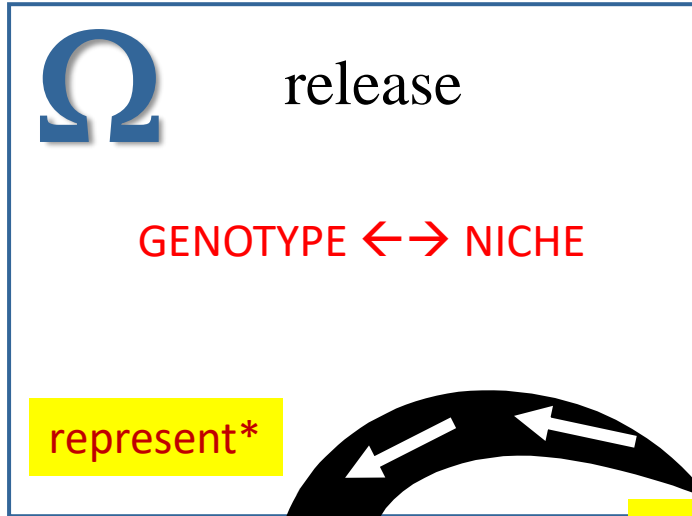 Ω
release
GENOTYPE ←→ NICHE
represent*